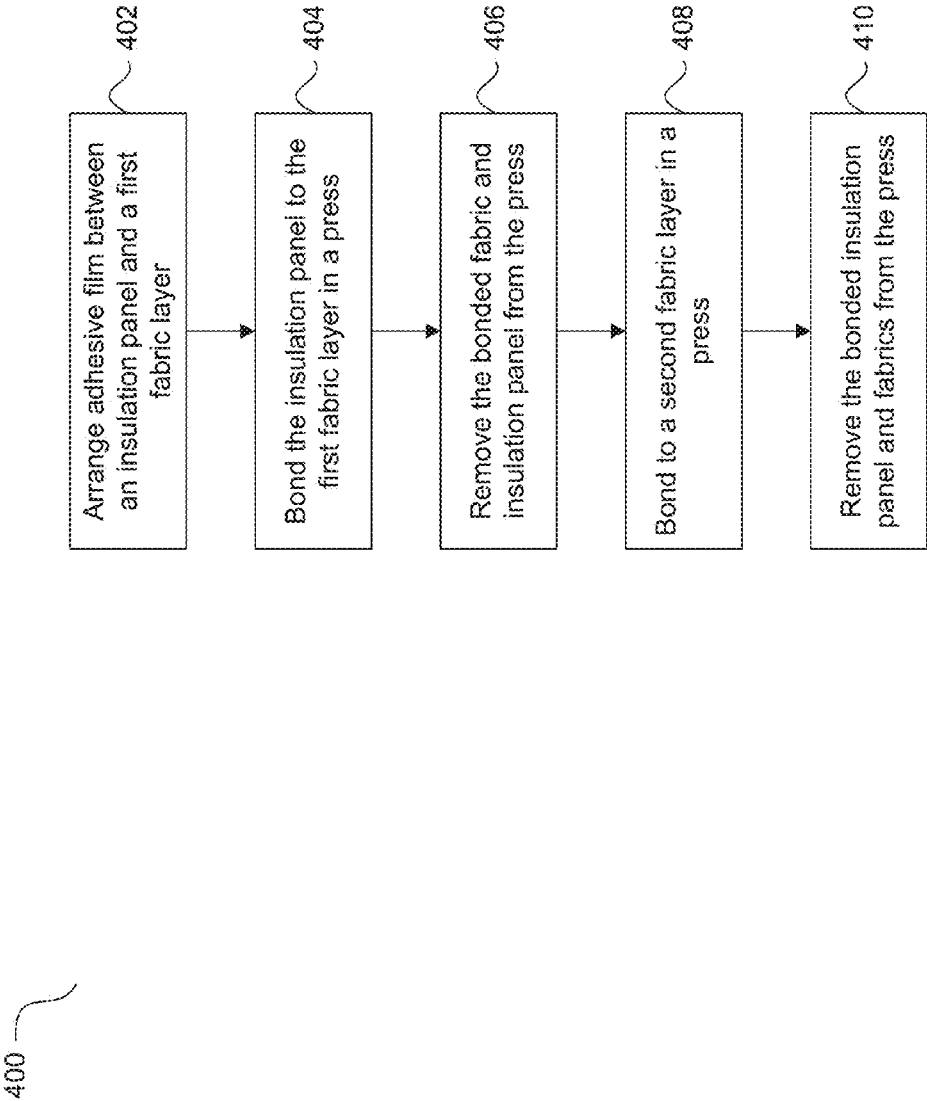 400
402
Arrange adhesive film between
an insulation panel and a first
fabric layer
404
Bond the insulation panel to the
first fabric layer in a press
406
Remove the bonded fabric and
insulation panel from the press
408
Bond to a second fabric layer in a
press
410
Remove the bonded insulation
panel and fabrics from the press